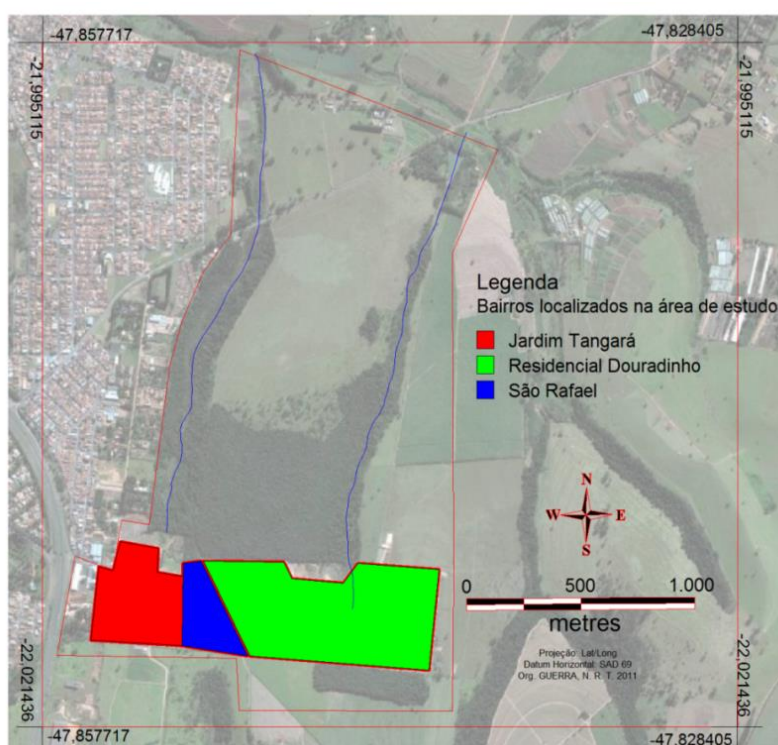 -47,857717
-47,828405
-21,995115
-21,995115
Legenda
Bairros localizados na área de estudo
Jardim Tangará
Residencial Douradinho
São Rafael
N
W E
S
0 500 1.000
metres
Projeção: Lat/Long
Datum Horizontal: SAD 69
Org. GUERRA, N. R. T. 2011
-22,021436
-22,021436
-47,857717
-47,828405